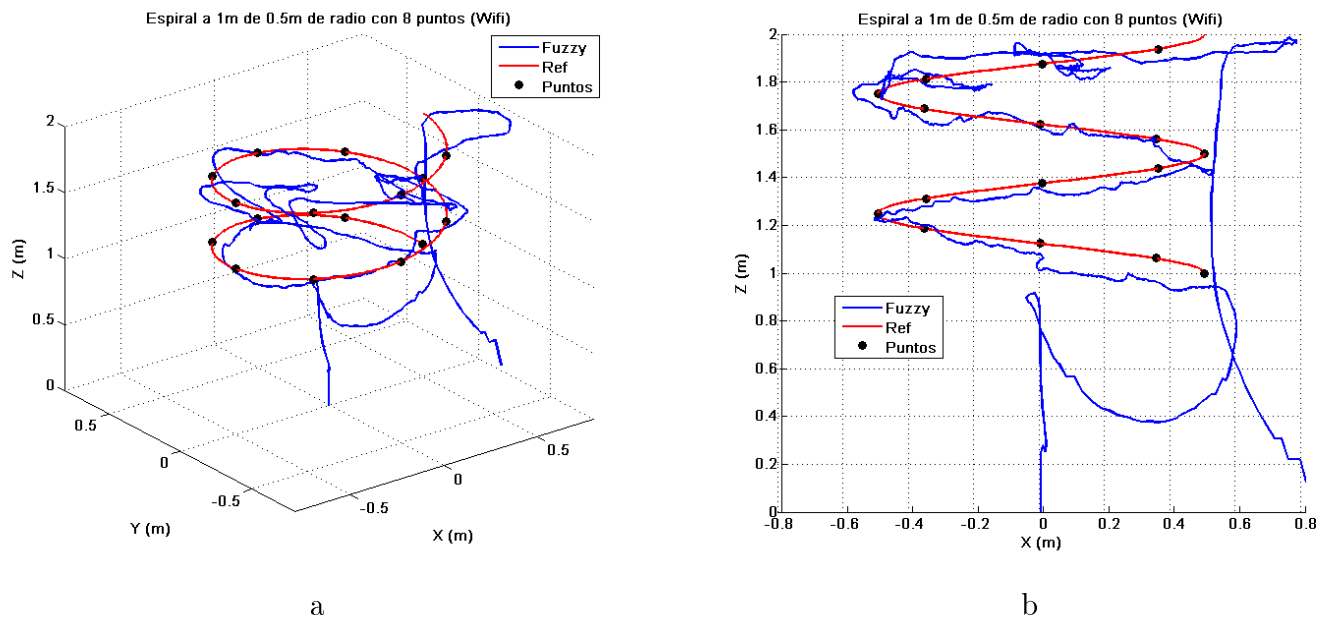 Espiral a 1m de 0.5m de radio con 8 puntos (Wifi)
Fuzzy
Ref
Puntos
2
1.5
1
0.5
0
Z (m)
0.5
0
-0.5
Y (m)
-0.5
0
0.5
X (m)
a
Espiral a 1m de 0.5m de radio con 8 puntos (Wifi)
2
1.8
1.6
1.4
1.2
1
0.8
0.6
0.4
0.2
0
Z (m)
Fuzzy
Ref
Puntos
-0.8
-0.6
-0.4
-0.2
0
0.2
0.4
0.6
0.8
X (m)
b